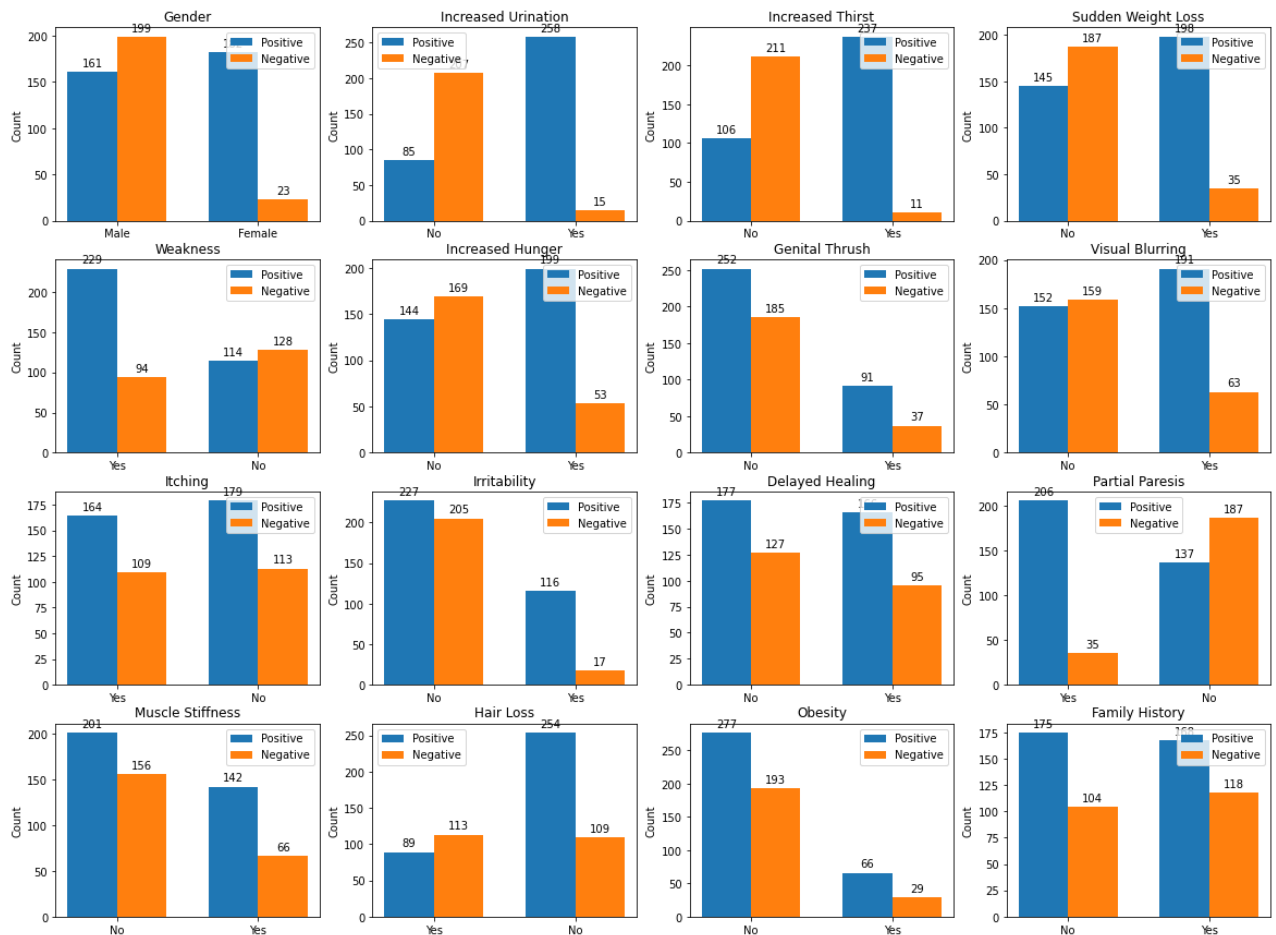 Gender
199
161
182
23
Positive
Negative
200
150
100
50
0
Count
Male
Female
Increased Urination
258
207
85
15
Positive
Negative
250
200
150
100
50
0
Count
No
Yes
Increased Thirst
237
211
106
11
Positive
Negative
200
150
100
50
0
Count
No
Yes
Sudden Weight Loss
198
187
145
35
Positive
Negative
200
175
150
125
100
75
50
25
0
Count
No
Yes
Weakness
229
94
114
128
Positive
Negative
200
150
100
50
0
Count
Yes
No
Increased Hunger
199
144
169
53
Positive
Negative
200
175
150
125
100
75
50
25
0
Count
No
Yes
Genital Thrush
252
185
91
37
Positive
Negative
250
200
150
100
50
0
Count
No
Yes
Visual Blurring
191
152
159
63
Positive
Negative
200
150
100
50
0
Count
No
Yes
Itching
164
109
179
113
Positive
Negative
175
150
125
100
75
50
25
0
Count
Yes
No
Irritability
227
205
116
17
Positive
Negative
200
150
100
50
0
Count
No
Yes
Delayed Healing
177
127
95
Positive
Negative
175
150
125
100
75
50
25
0
Count
No
Yes
Partial Paresis
206
35
137
187
Positive
Negative
200
150
100
50
0
Count
Yes
No
Muscle Stiffness
201
156
142
66
Positive
Negative
200
150
100
50
0
Count
No
Yes
Hair Loss
89
113
254
109
Positive
Negative
250
200
150
100
50
0
Count
Yes
No
Obesity
277
193
66
29
Positive
Negative
250
200
150
100
50
0
Count
No
Yes
Family History
175
104
168
118
Positive
Negative
175
150
125
100
75
50
25
0
Count
No
Yes